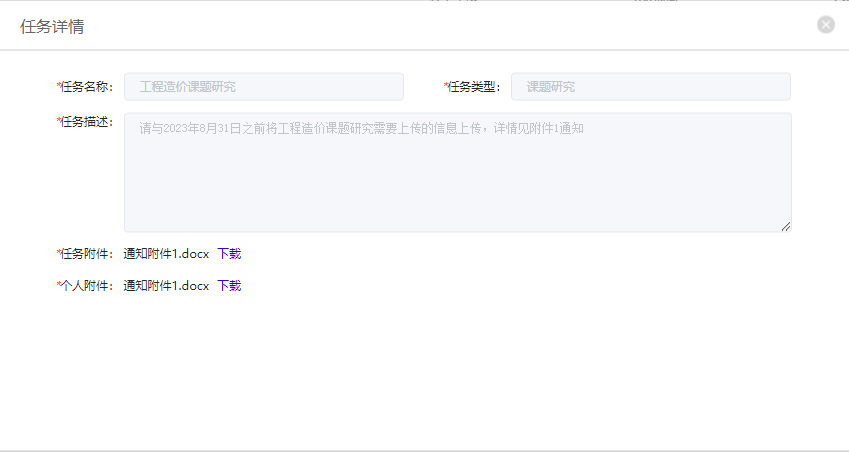 任务详情
*任务名称： 工程造价课题研究 *任务类型： 课题研究
*任务描述： 请与2023年8月31日之前将工程造价课题研究需要上传的信息上传，详情见附件1通知
*任务附件： 通知附件1.docx 下载
*个人附件： 通知附件1.docx 下载